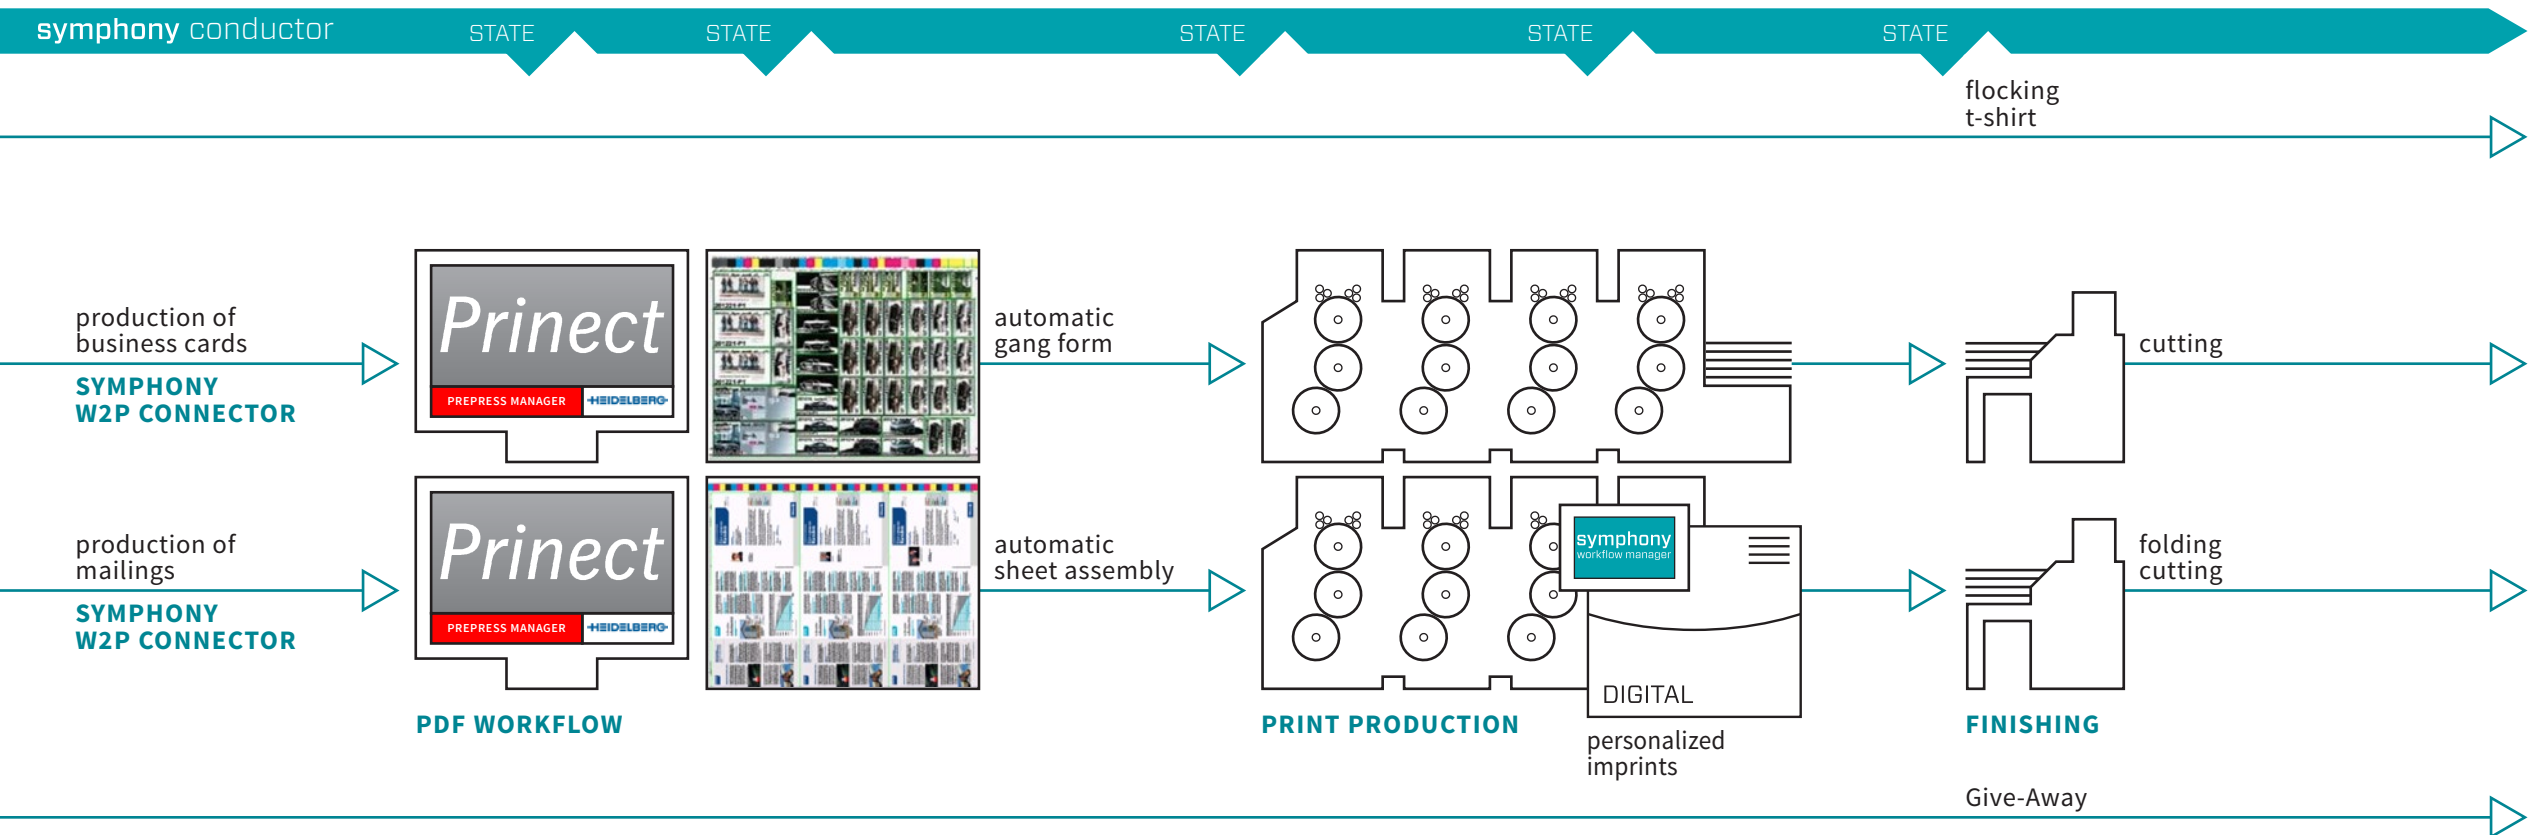 symphony conductor
STATE
STATE
STATE
STATE
STATE
flocking
t-shirt
production of
business cards
SYMPHONY
W2P CONNECTOR
Prinect
PREPRESS MANAGER
HEIDELBERG
automatic
gang form
cutting
production of
mailings
SYMPHONY
W2P CONNECTOR
Prinect
PREPRESS MANAGER
HEIDELBERG
automatic
sheet assembly
symphony
workflow manager
DIGITAL
folding
cutting
PDF WORKFLOW
PRINT PRODUCTION
personalized
imprints
FINISHING
Give-Away